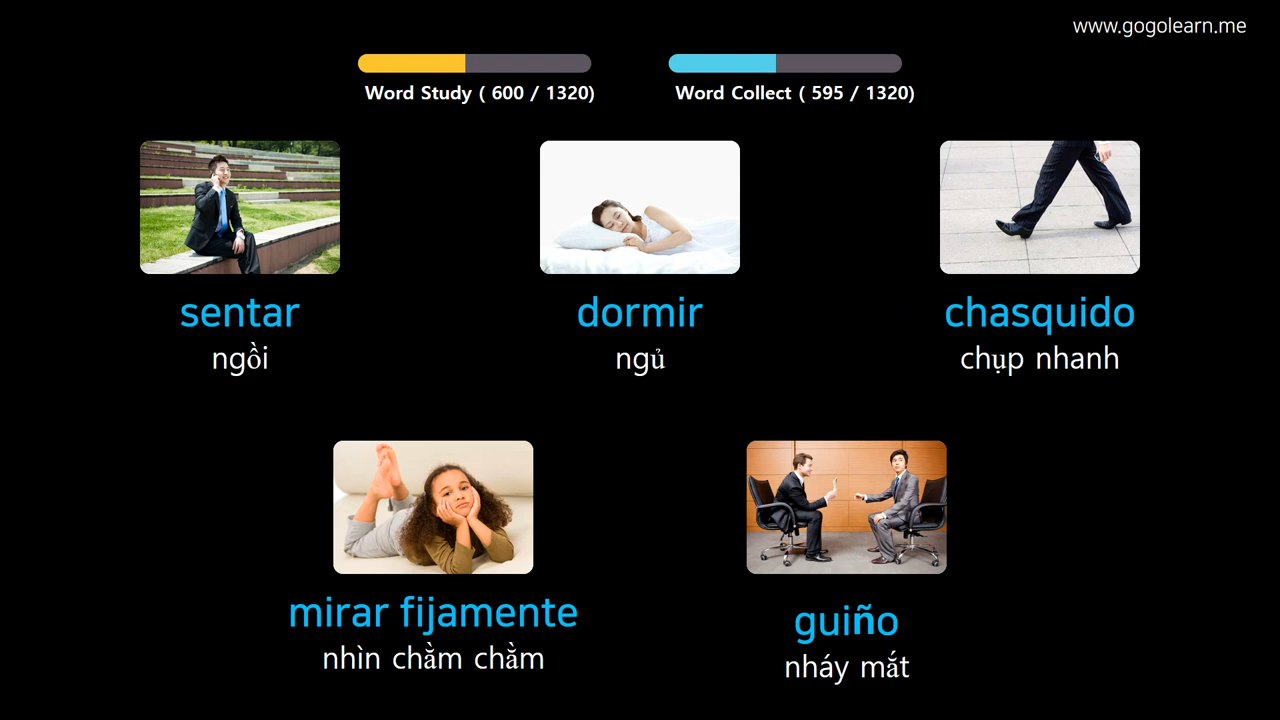 www.gogolearn.me
Word Study ( 600 / 1320)
Word Collect ( 595 / 1320)
sentar
ngồi
dormir
ngủ
chasquido
chụp nhanh
mirar fijamente
nhìn chằm chằm
guiño
nháy mắt